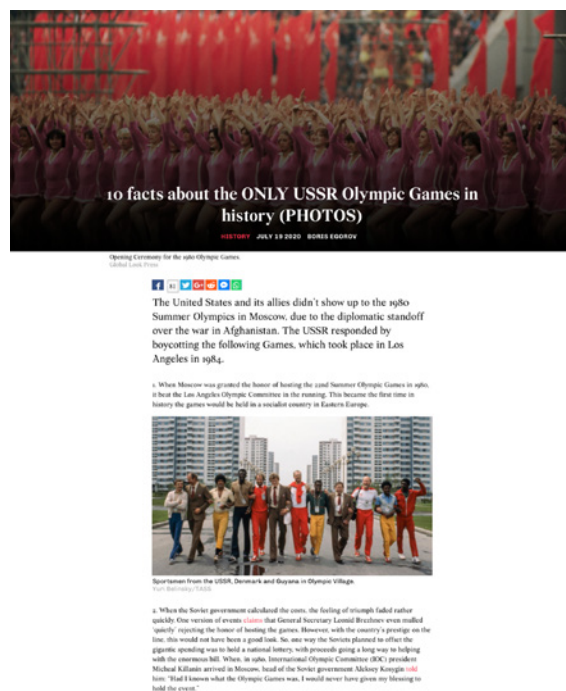 10 facts about the ONLY USSR Olympic Games in
history (PHOTOS)
HISTORY JULY 19 2020 BORIS EGOROV
Opening Ceremony for the 1980 Olympic Games.
Global Look Press
The United States and its allies didn't show up to the 1980
Summer Olympics in Moscow, due to the diplomatic standoff
over the war in Afghanistan. The USSR responded by
boycotting the following Games, which took place in Los
Angeles in 1984.
1. When Moscow was granted the honor of hosting the 22nd Summer Olympic Games in 1980,
it beat the Los Angeles Olympic Committee in the running. This became the first time in
history the games would be held in a socialist country in Eastern Europe.
Sportsmen from the USSR, Denmark and Guyana in Olympic Village.
Yuri Belinsky/TASS
2. When the Soviet government calculated the costs, the feeling of triumph faded rather
quickly. One version of events claims that General Secretary Leonid Brezhnev even mulled
'quietly' rejecting the honor of hosting the games. However, with the country's prestige on the
line, this would not have been a good look. So, one way the Soviets planned to offset the
gigantic spending was to hold a national lottery, with proceeds going a long way to helping
with the enormous bill. When, in 1980, International Olympic Committee (IOC) president
Micheal Killanin arrived in Moscow, head of the Soviet government Aleksey Kosygin told
him: "Had I known what the Olympic Games was, I would never have given my blessing to
hold the event."